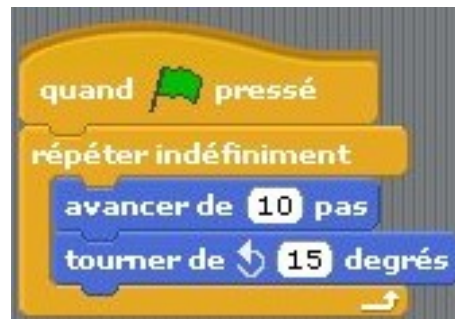 quand pressé
répéter indéfiniment
avancer de 10 pas
tourner de 15 degrés